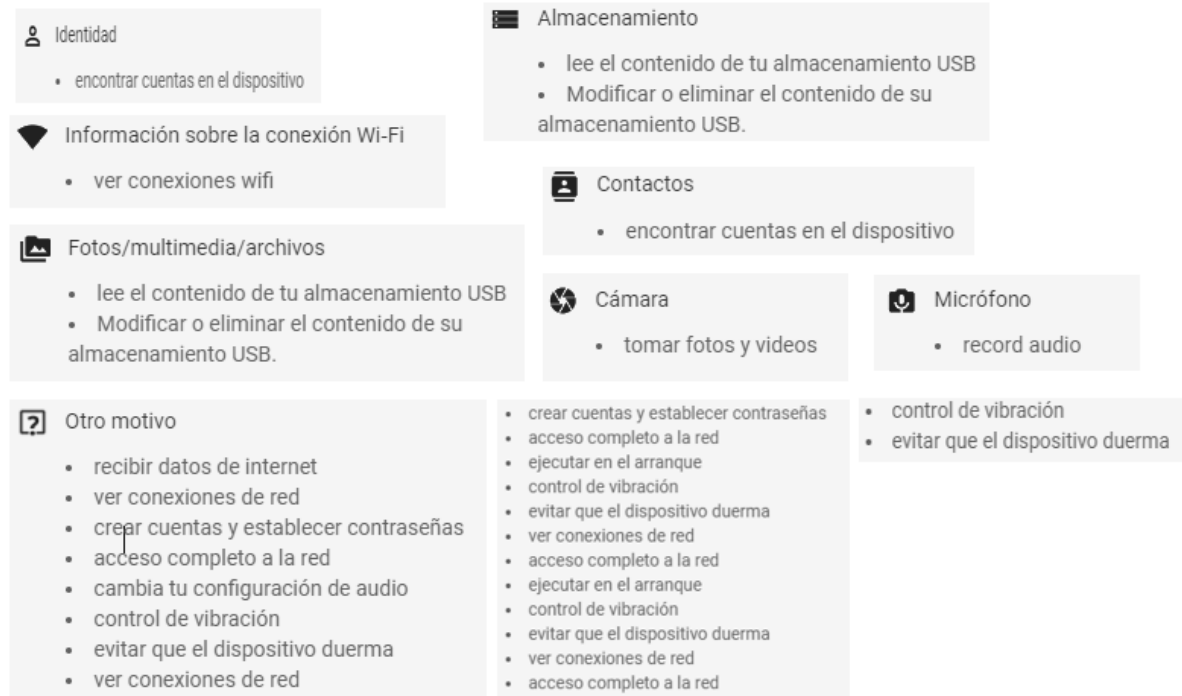 Identidad
• encontrar cuentas en el dispositivo
Información sobre la conexión Wi-Fi
• ver conexiones wifi
Fotos/multimedia/archivos
• lee el contenido de tu almacenamiento USB
• Modificar o eliminar el contenido de su
almacenamiento USB.
Almacenamiento
• lee el contenido de tu almacenamiento USB
• Modificar o eliminar el contenido de su
almacenamiento USB.
Contactos
• encontrar cuentas en el dispositivo
Cámara
• tomar fotos y videos
Micrófono
• record audio
Otro motivo
• recibir datos de internet
• ver conexiones de red
• crear cuentas y establecer contraseñas
• acceso completo a la red
• cambia tu configuración de audio
• control de vibración
• evitar que el dispositivo duerma
• ver conexiones de red
• crear cuentas y establecer contraseñas
• acceso completo a la red
• ejecutar en el arranque
• control de vibración
• evitar que el dispositivo duerma
• ver conexiones de red
• acceso completo a la red
• ejecutar en el arranque
• control de vibración
• evitar que el dispositivo duerma
• ver conexiones de red
• acceso completo a la red
• control de vibración
• evitar que el dispositivo duerma